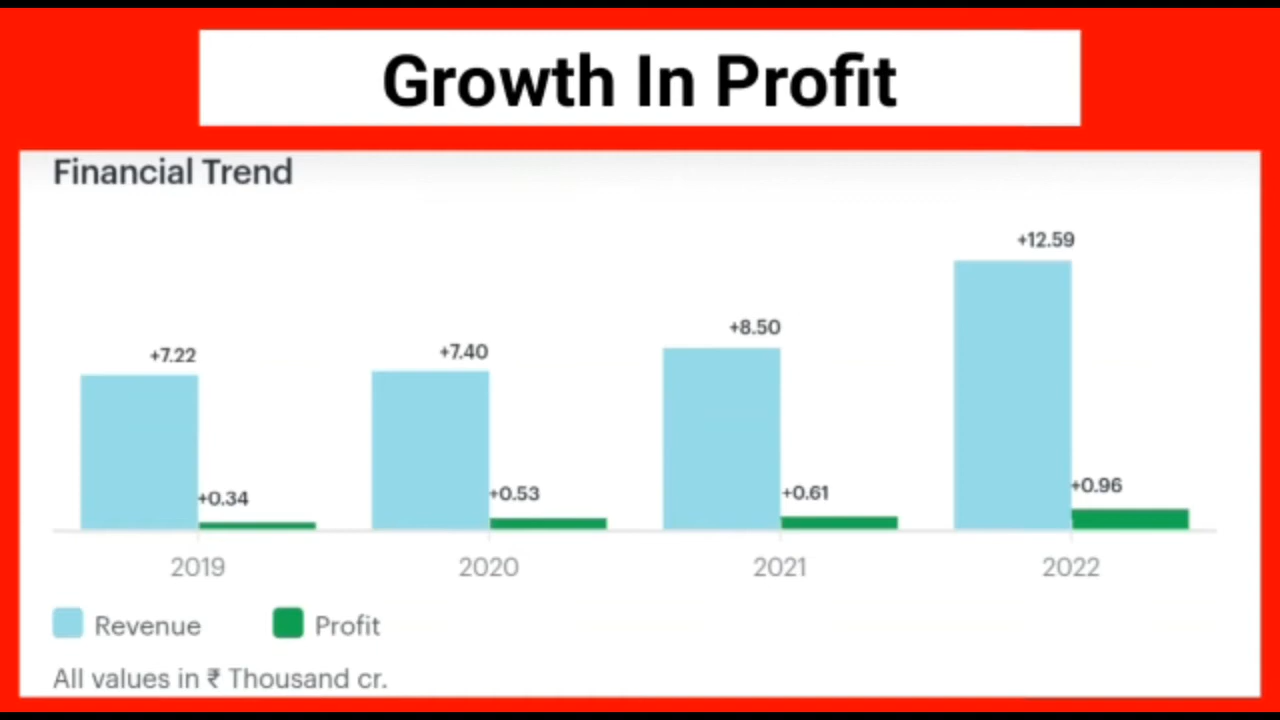 Growth In Profit
Financial Trend
+12.59
+8.50
+7.22
+7.40
+0.34
+0.53
+0.61
+0.96
2019
2020
2021
2022
Revenue
Profit
All values in ₹ Thousand cr.